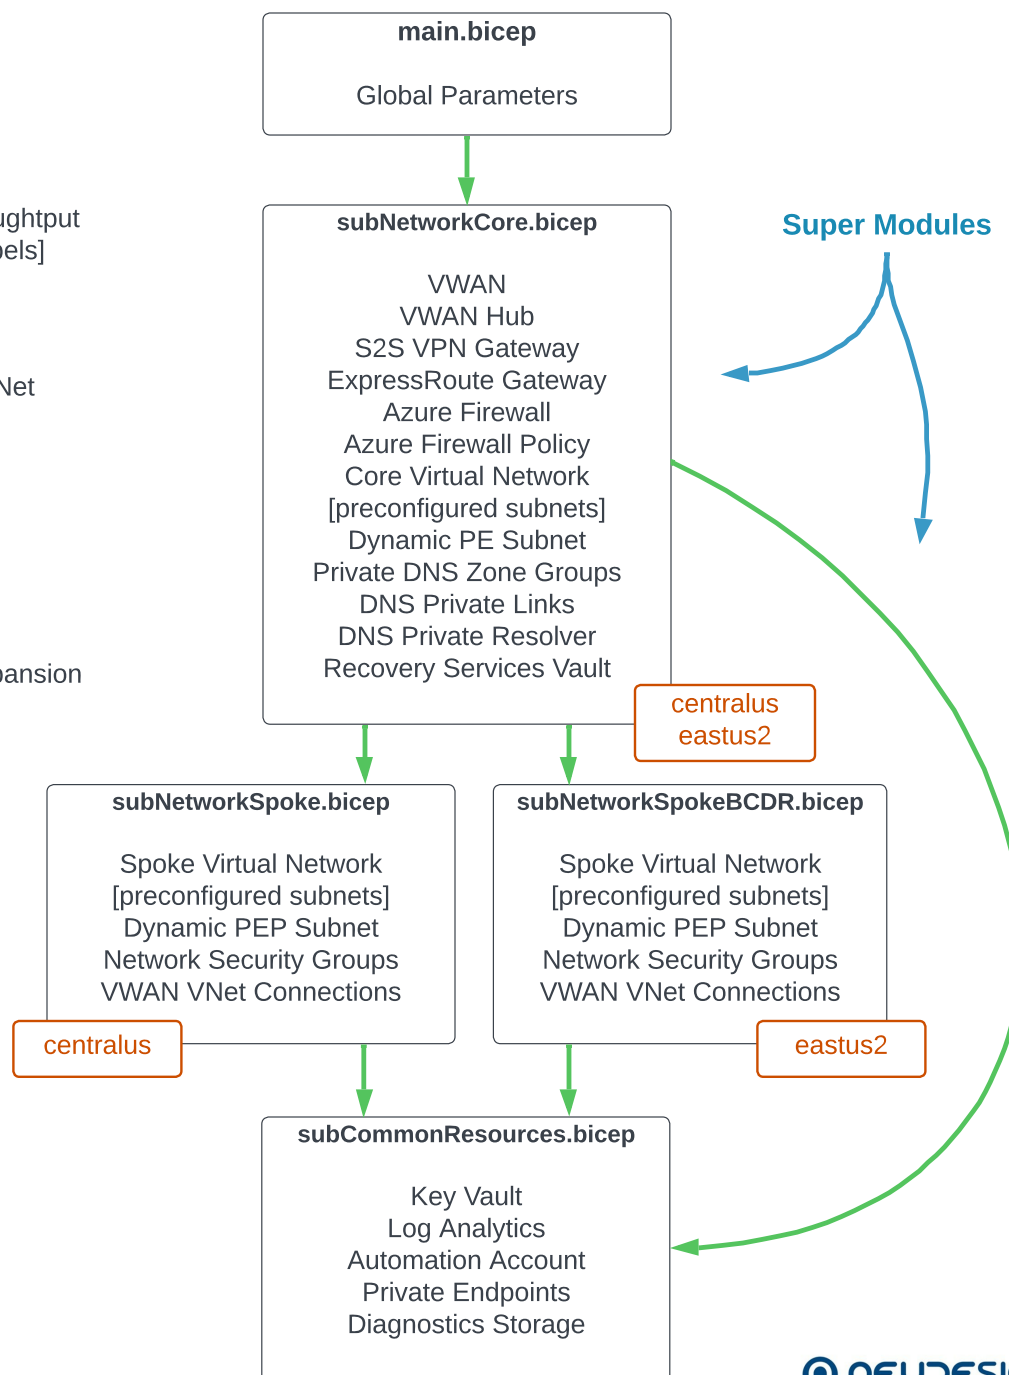 main.bicep
Global Parameters
subNetworkCore.bicep
VWAN
VWAN Hub
S2S VPN Gateway
ExpressRoute Gateway
Azure Firewall
Azure Firewall Policy
Core Virtual Network
[preconfigured subnets]
Dynamic PE Subnet
Private DNS Zone Groups
DNS Private Links
DNS Private Resolver
Recovery Services Vault
centralus
eastus2
Super Modules
Net
subNetworkSpoke.bicep
Spoke Virtual Network
[preconfigured subnets]
Dynamic PEP Subnet
Network Security Groups
VWAN VNet Connections
centralus
subNetworkSpokeBCDR.bicep
Spoke Virtual Network
[preconfigured subnets]
Dynamic PEP Subnet
Network Security Groups
VWAN VNet Connections
eastus2
subCommonResources.bicep
Key Vault
Log Analytics
Automation Account
Private Endpoints
Diagnostics Storage